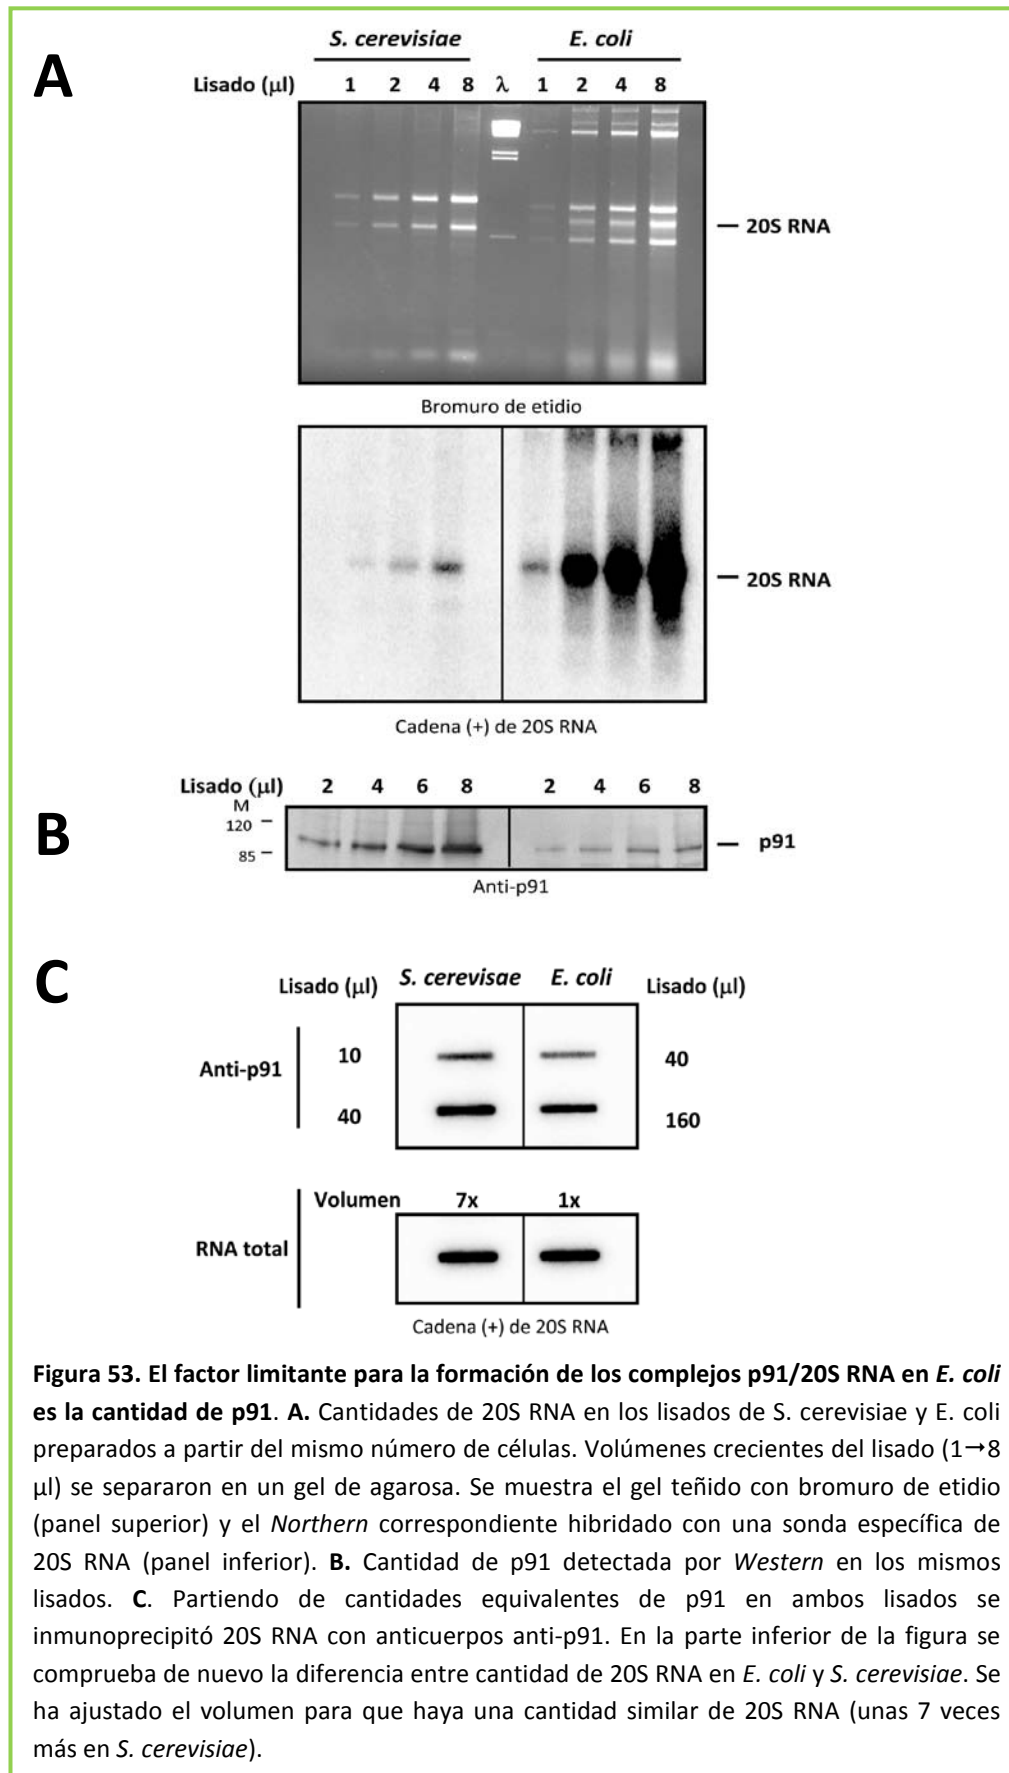 A
S. cerevisiae E. coli
Lisado (μl) 1 2 4 8 λ 1 2 4 8
20S RNA
Bromuro de etidio
20S RNA
Cadena (+) de 20S RNA
B
Lisado (μl) 2 4 6 8 2 4 6 8
M
120
85
p91
Anti-p91
C
Lisado (μl) S. cerevisae E. coli Lisado (μl)
Anti-p91 10 40
40 160
Volumen 7x 1x
RNA total
Cadena (+) de 20S RNA
Figura 53. El factor limitante para la formación de los complejos p91/20S RNA en E. coli
es la cantidad de p91. A. Cantidades de 20S RNA en los lisados de S. cerevisiae y E. coli
preparados a partir del mismo número de células. Volúmenes crecientes del lisado (1→8
μl) se separaron en un gel de agarosa. Se muestra el gel teñido con bromuro de etidio
(panel superior) y el Northern correspondiente hibridado con una sonda específica de
20S RNA (panel inferior). B. Cantidad de p91 detectada por Western en los mismos
lisados. C. Partiendo de cantidades equivalentes de p91 en ambos lisados se
inmunoprecipitó 20S RNA con anticuerpos anti-p91. En la parte inferior de la figura se
comprueba de nuevo la diferencia entre cantidad de 20S RNA en E. coli y S. cerevisiae. Se
ha ajustado el volumen para que haya una cantidad similar de 20S RNA (unas 7 veces
más en S. cerevisiae).